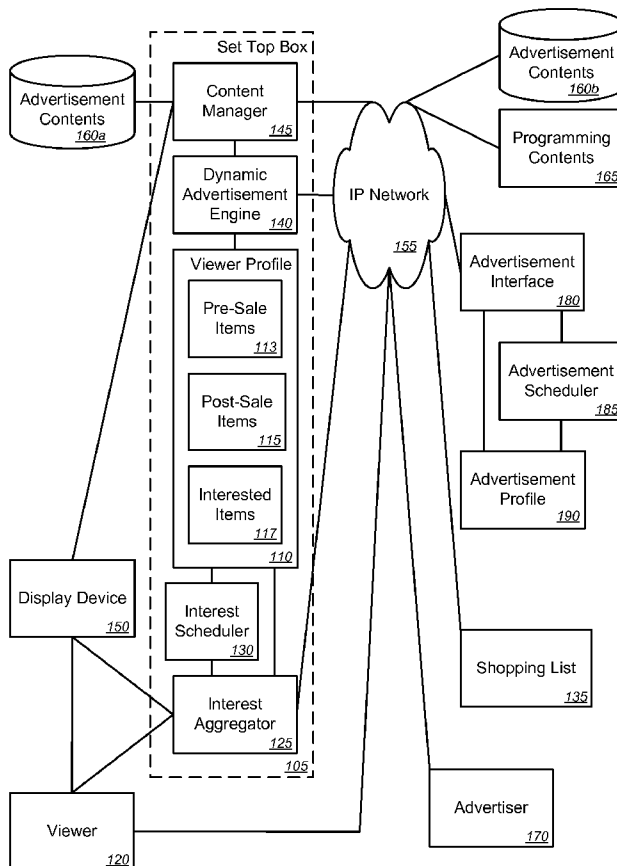 Set Top Box
Advertisement
Contents
160a
Content
Manager
145
Advertisement
Contents
160b
Programming
Contents
165
Dynamic
Advertisement
Engine
140
IP Network
155
Viewer Profile
Pre-Sale
Items
113
Post-Sale
Items
115
Interested
Items
117
110
Advertisement
Interface
180
Advertisement
Scheduler
185
Advertisement
Profile
190
Display Device
150
Interest
Scheduler
130
Interest
Aggregator
125
105
Shopping List
135
Viewer
120
Advertiser
170